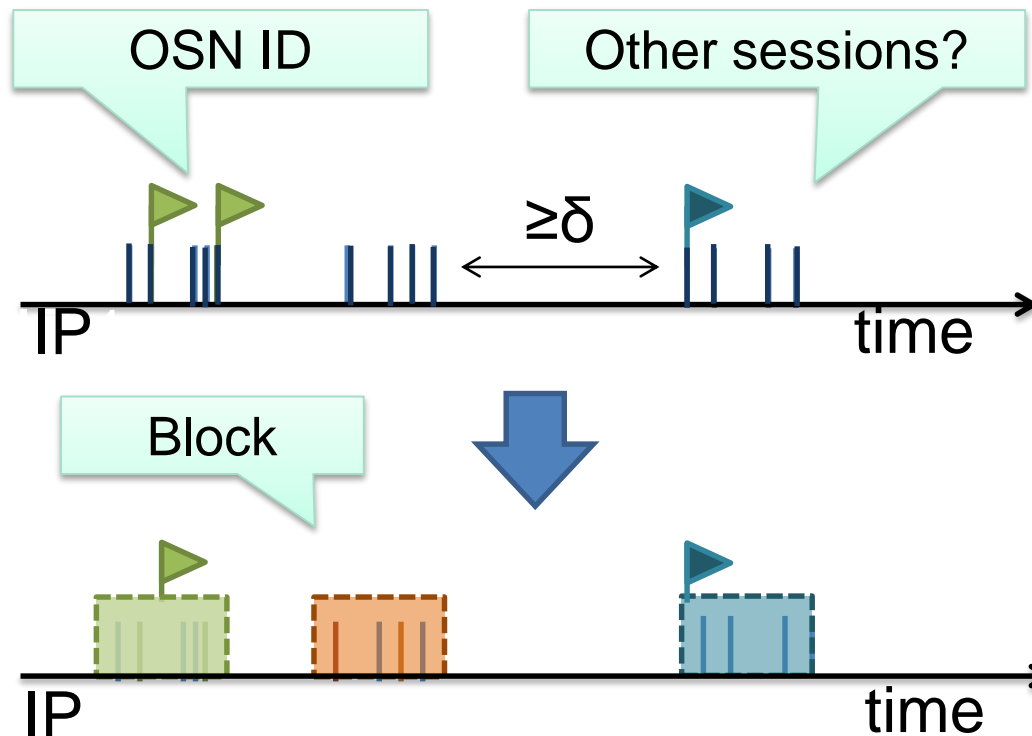 OSN ID
Other sessions?
≥δ
IP
time
Block
IP
time